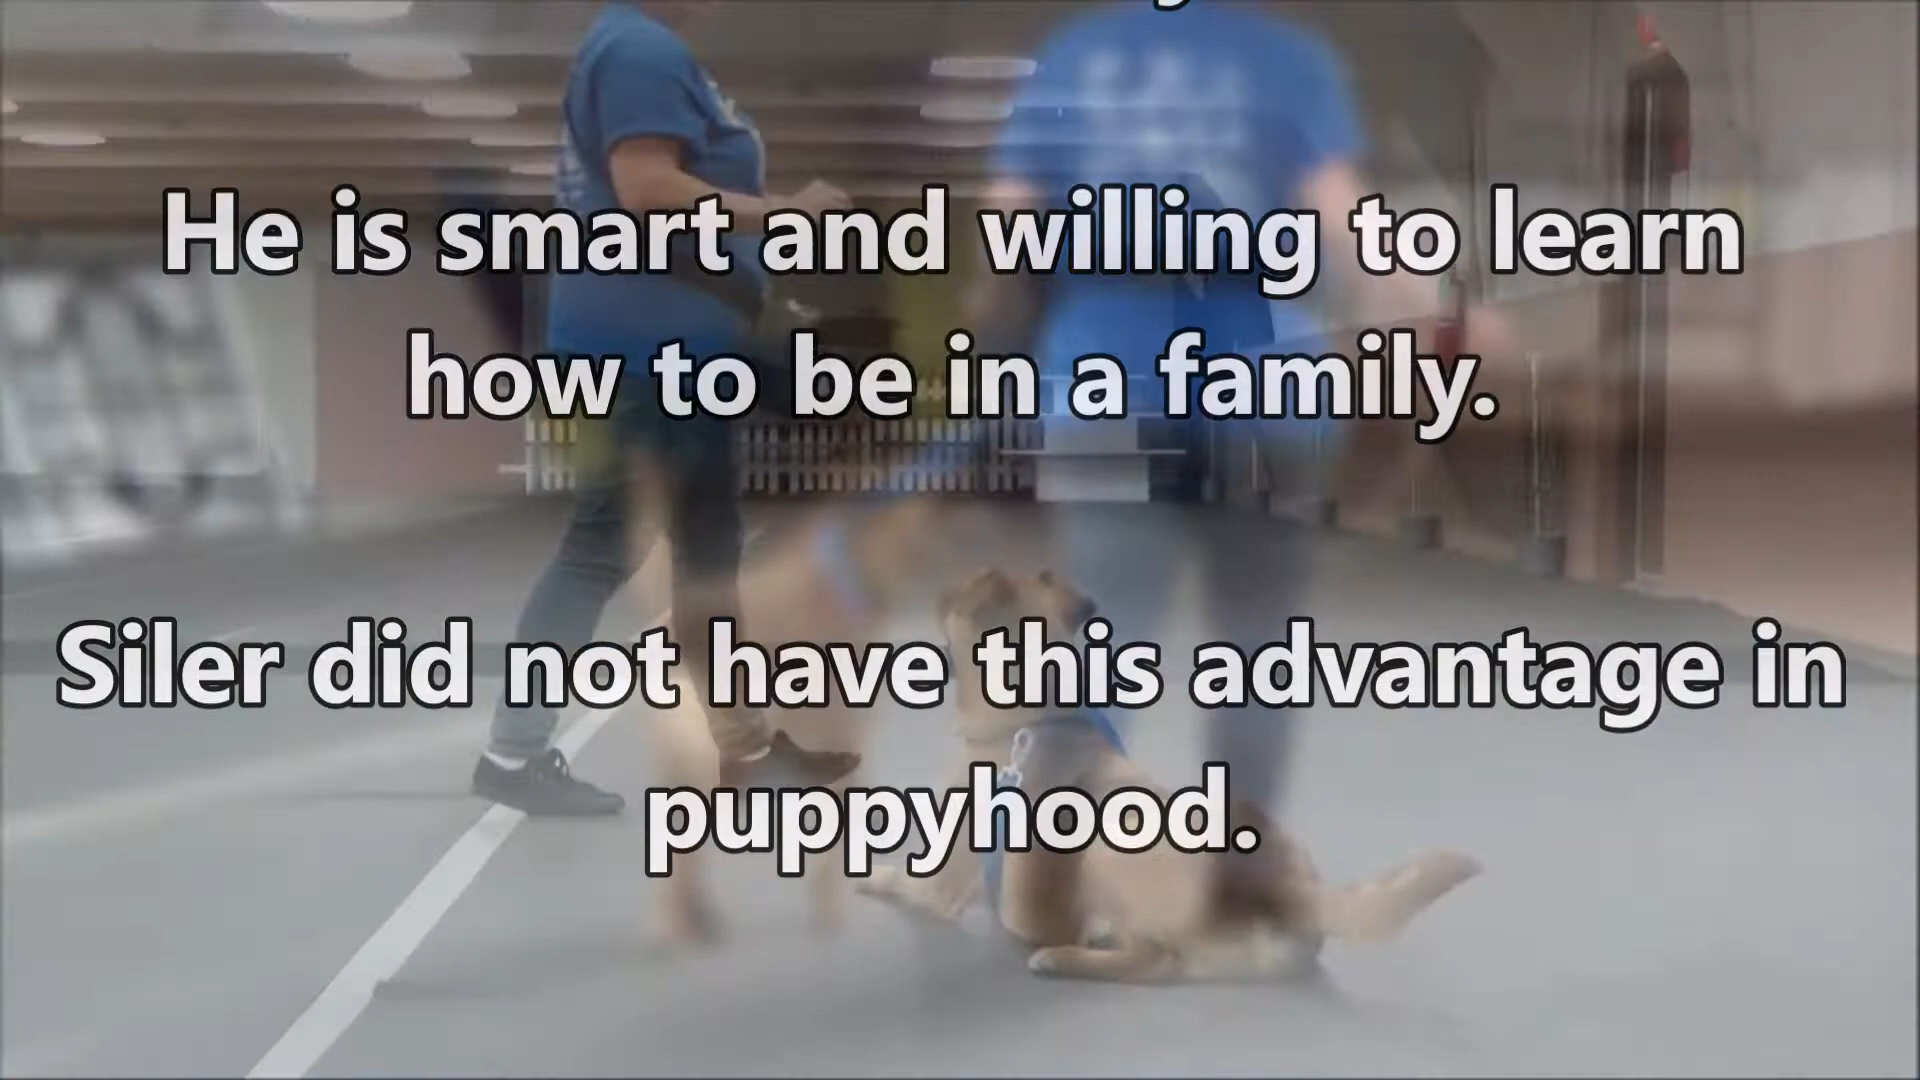 He is smart and willing to learn
how to be in a family.
Siler did not have this advantage in
puppyhood.